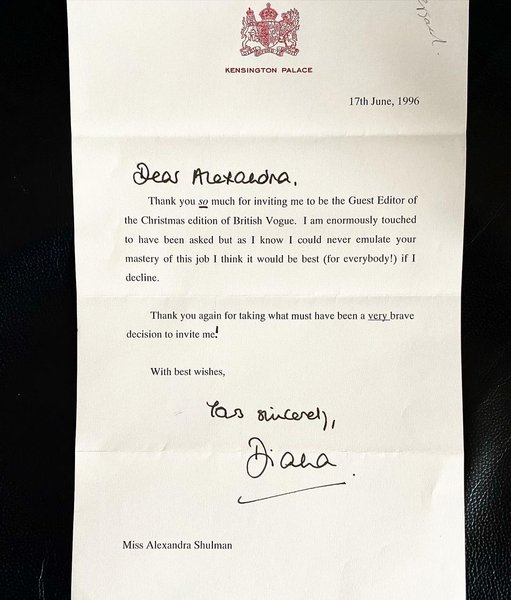 KENSINGTON PALACE
17th June, 1996
Dear Alexandra,
Thank you so much for inviting me to be the Guest Editor of
the Christmas edition of British Vogue. I am enormously touched
to have been asked but as I know I could never emulate your
mastery of this job I think it would be best (for everybody!) if I
decline.
Thank you again for taking what must have been a very brave
decision to invite me!
With best wishes,
Yours sincerely,
Diana.
Miss Alexandra Shulman